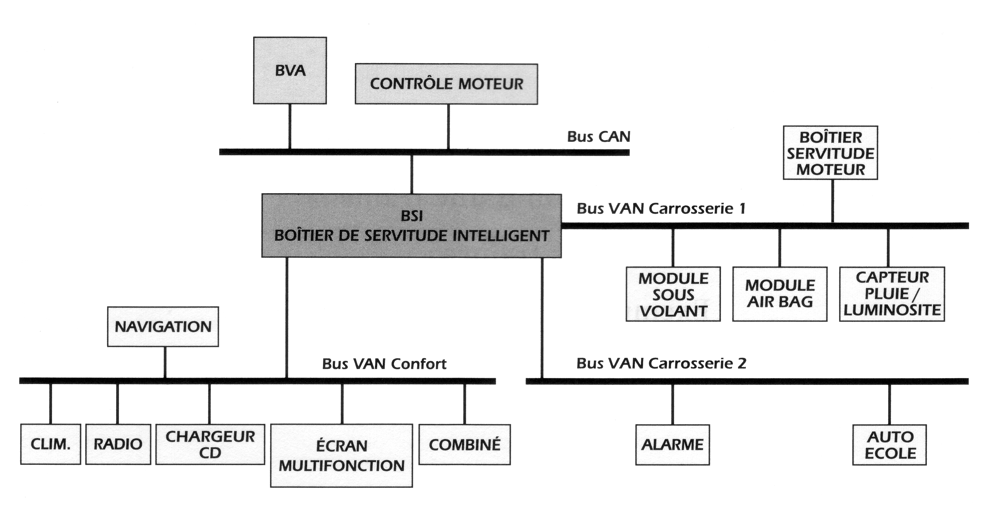 BVA
CONTRÔLE MOTEUR
Bus CAN
BOÎTIER
SERVITUDE
MOTEUR
BSI
BOÎTIER DE SERVITUDE INTELLIGENT
Bus VAN Carrosserie 1
MODULE
SOUS
VOLANT
MODULE
AIR BAG
CAPTEUR
PLUIE /
LUMINOSITE
NAVIGATION
Bus VAN Confort
Bus VAN Carrosserie 2
CLIM.
RADIO
CHARGEUR
CD
ÉCRAN
MULTIFONCTION
COMBINÉ
ALARME
AUTO
ECOLE